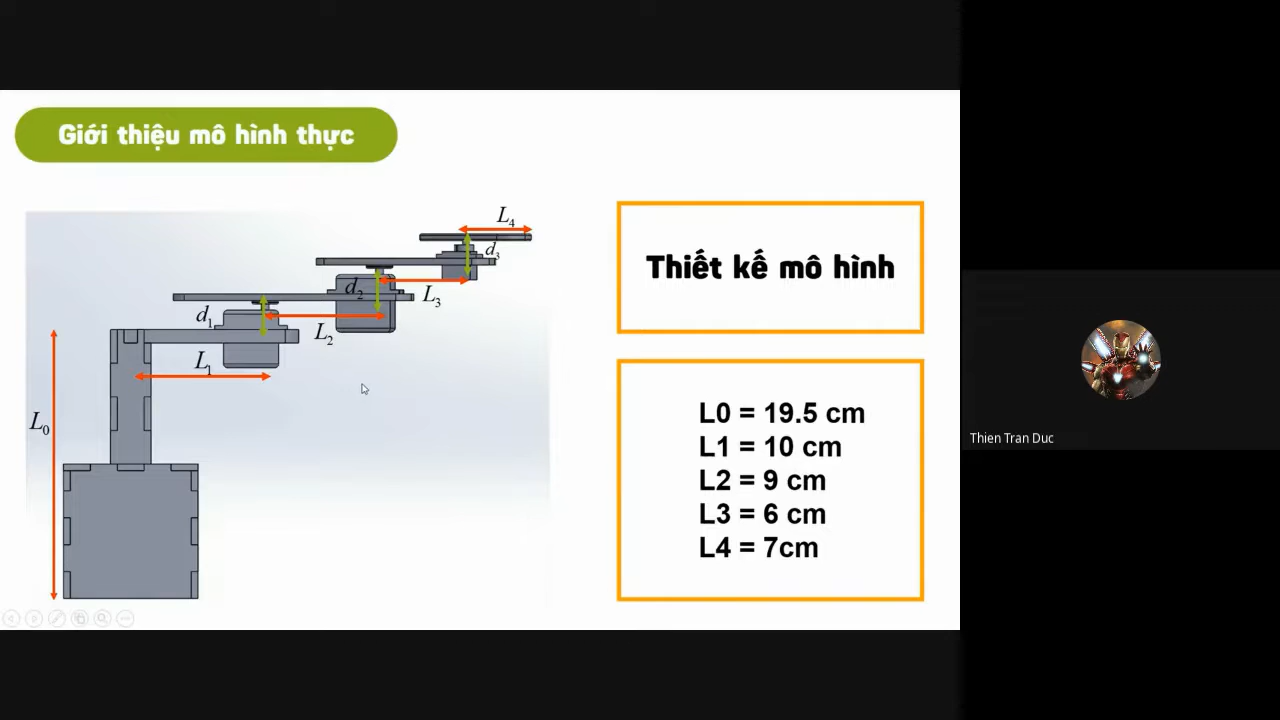 Giới thiệu mô hình thực
L4
d3
d2
L3
d1
L2
L1
L0
Thiết kế mô hình
L0 = 19.5 cm
L1 = 10 cm
L2 = 9 cm
L3 = 6 cm
L4 = 7cm
Thien Tran Duc